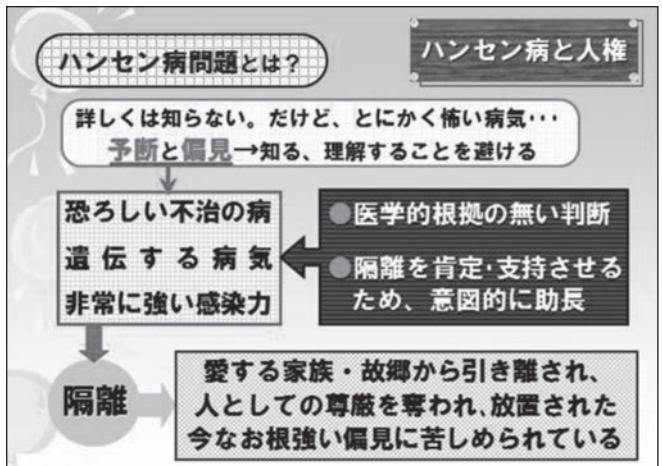 ハンセン病と人権
ハンセン病問題とは？
詳しくは知らない。だけど、とにかく怖い病気･･･
予断と偏見→知る、理解することを避ける
恐ろしい不治の病
遺伝する病気
非常に強い感染力
●医学的根拠の無い判断
●隔離を肯定･支持させる
ため、意図的に助長
隔離
愛する家族・故郷から引き離され、
人としての尊厳を奪われ、放置された
今なお根強い偏見に苦しめられている